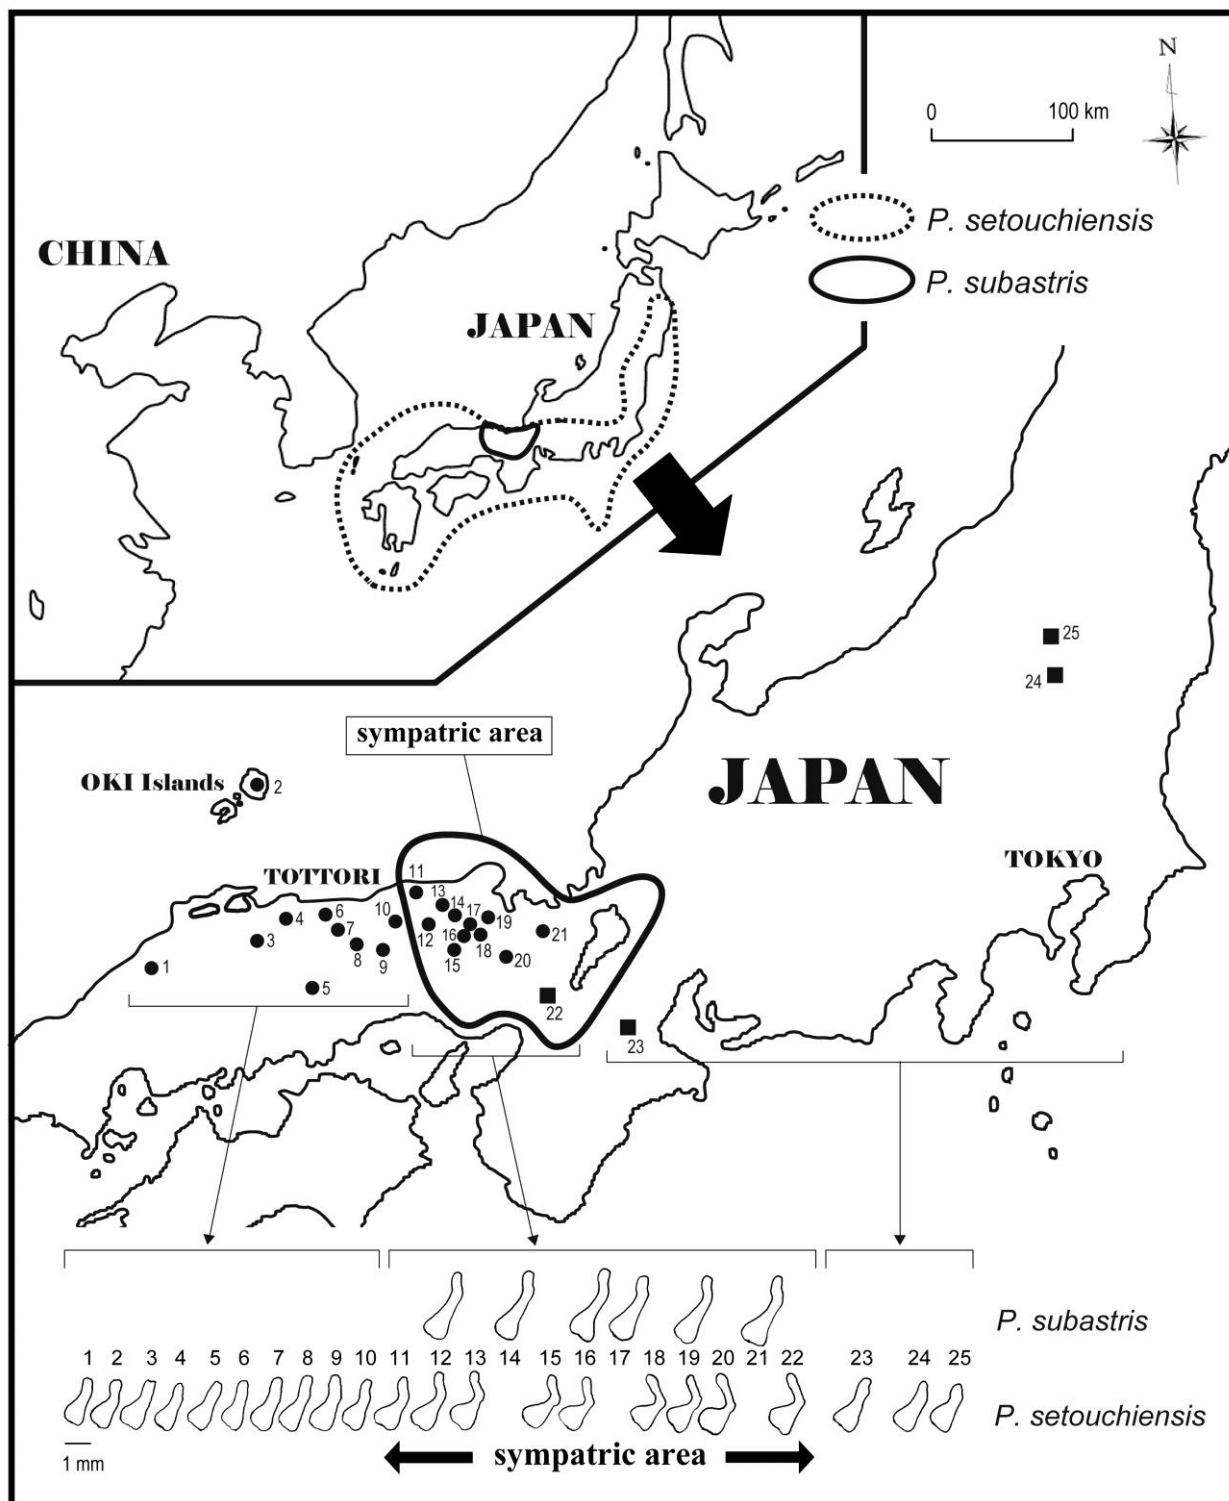 N
0 100 km
P. setouchiensis
P. subastris
CHINA
JAPAN
25
24
sympatric area
JAPAN
OKI Islands
2
TOKYO
TOTTORI
11
13
4
6
10
14
17
19
7
12
16
18
21
3
8
9
15
20
1
5
22
23
P. subastris
1 2 3 4 5 6 7 8 9 10 11 12 13 14 15 16 17 18 19 20 21 22 23 24 25
P. setouchiensis
1 mm
sympatric area